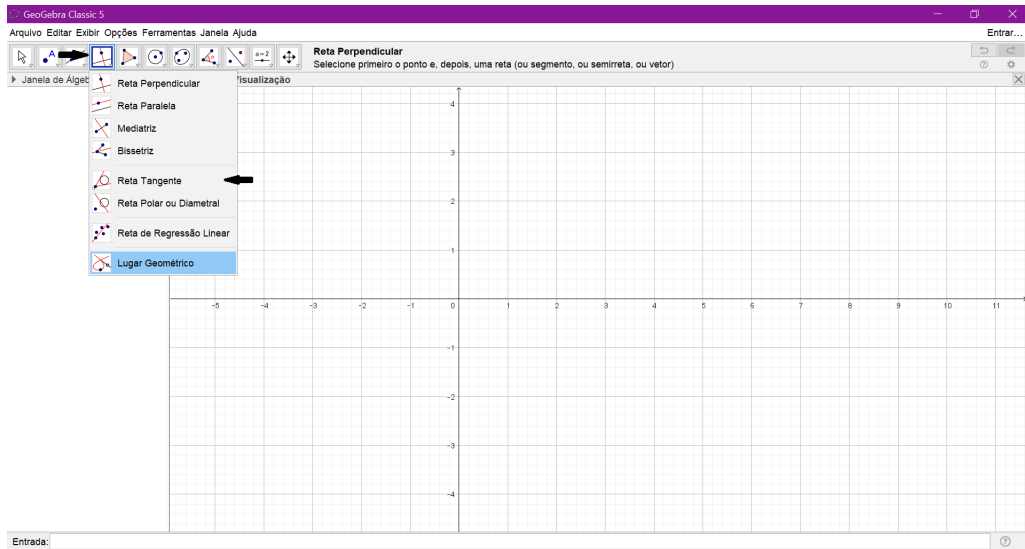 GeoGebra Classic 5
Arquivo Editar Exibir Opções Ferramentas Janela Ajuda
Entrar...
A
a=2
Reta Perpendicular
Selecione primeiro o ponto e, depois, uma reta (ou segmento, ou semirreta, ou vetor)
Janela de Álgeb
isualização
Reta Perpendicular
Reta Paralela
Mediatriz
Bissetriz
Reta Tangente
Reta Polar ou Diametral
Reta de Regressão Linear
Lugar Geométrico
4
3
2
1
-5 -4 -3 -2 -1 0 1 2 3 4 5 6 7 8 9 10 11
-1
-2
-3
-4
Entrada: